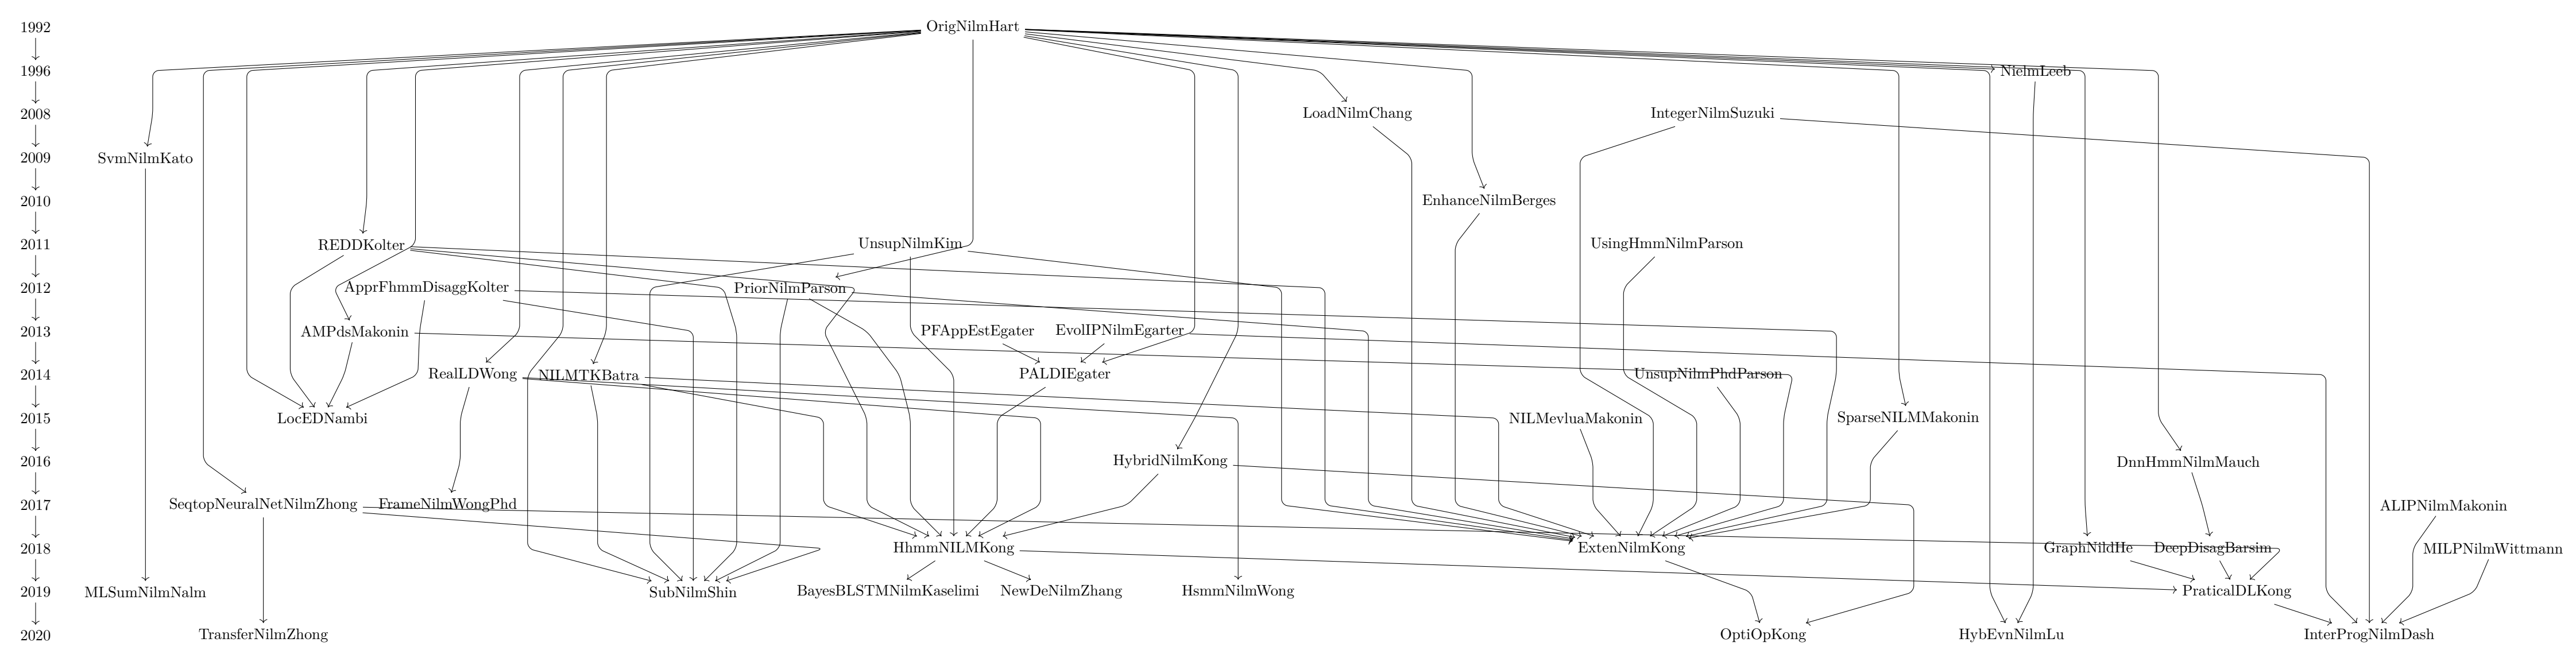 1992 OrigNilmHart
1996 NielmLeeb
2008 LoadNilmChang IntegerNilmSuzuki
2009 SvmNilmKato
2010 EnhanceNilmBerges
2011 REDDKolter UnsupNilmKim UsingHmmNilmParson
2012 ApprFhmmDisaggKolter PriorNilmParson
2013 AMPdsMakonin PFAppEstEgater EvolIPNilmEgarter
2014 RealLDWong NILMTKBatra PALDIEgater UnsupNilmPhdParson
2015 LocEDNambi NILMevluaMakonin SparseNILMMakonin
2016 HybridNilmKong DnnHmmNilmMauch
2017 SeqtopNeuralNetNilmZhong FrameNilmWongPhd ALIPNilmMakonin
2018 HhmmNILMKong ExtenNilmKong GraphNildHe DeepDisagBarsim MILPNilmWittmann
2019 MLSumNilmNalm SubNilmShin BayesBLSTMNilmKaselimi NewDeNilmZhang HsmmNilmWong PraticalDLKong
2020 TransferNilmZhong OptiOpKong HybEvnNilmLu InterProgNilmDash